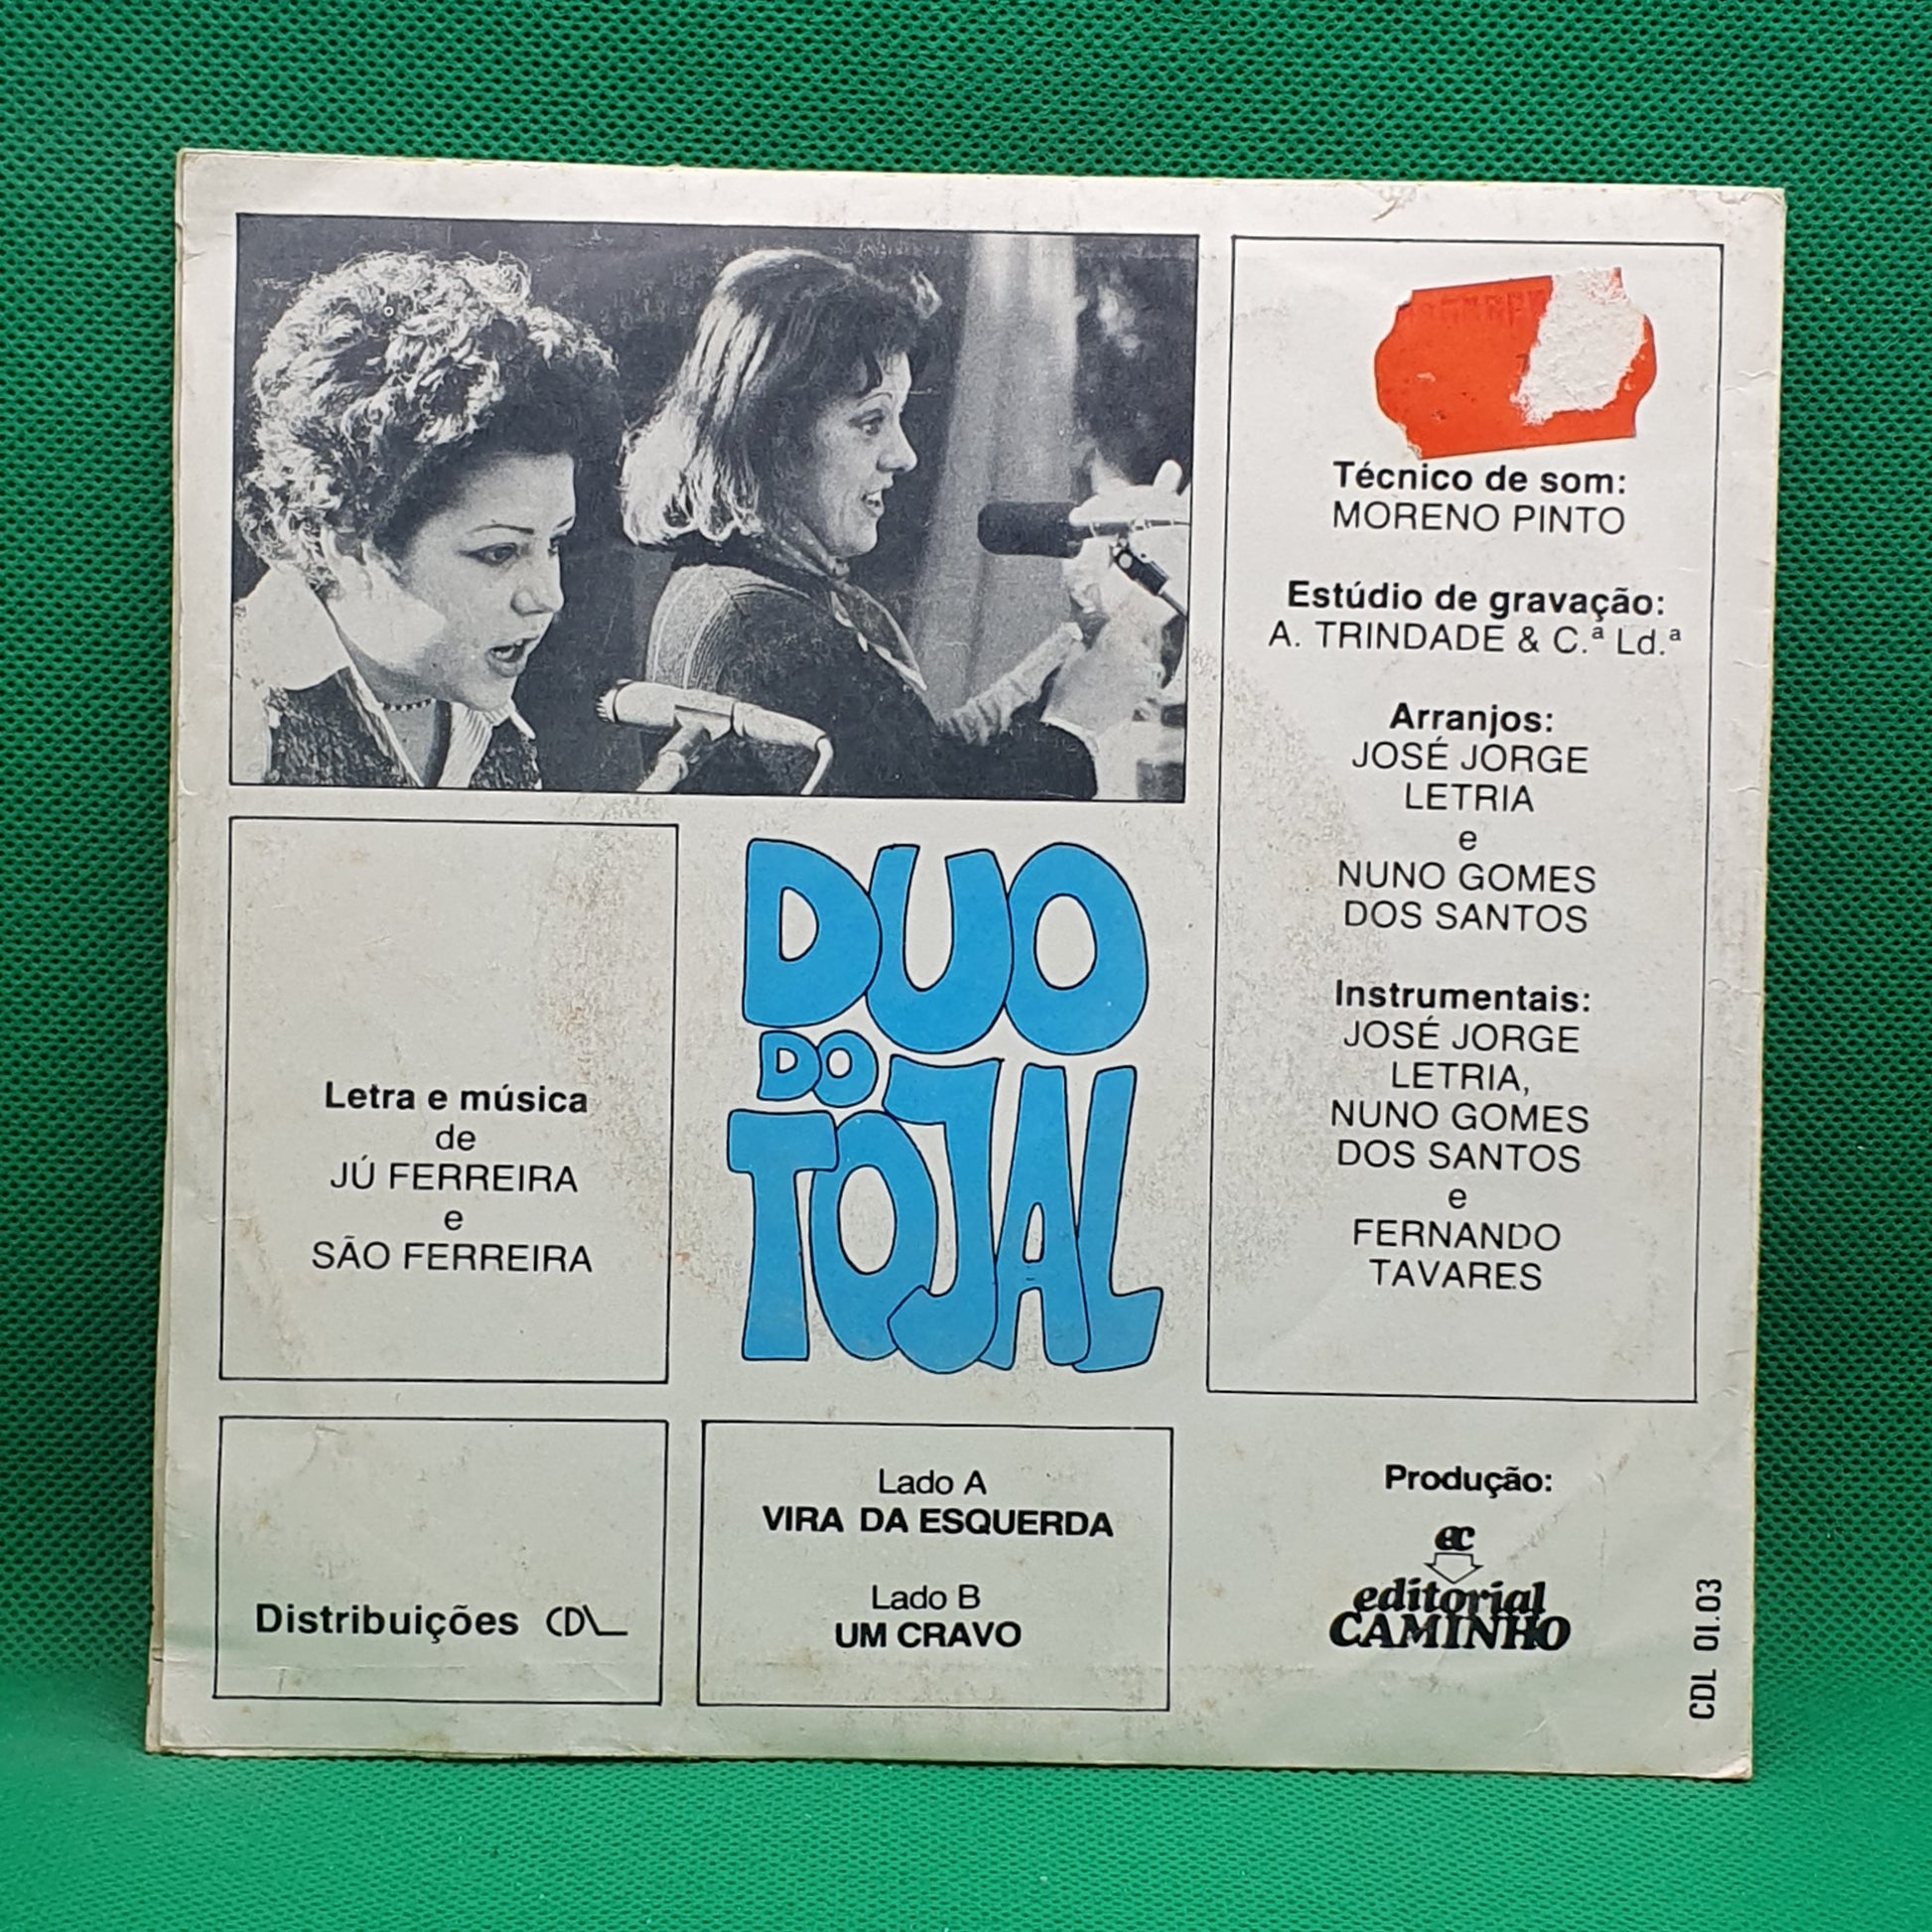 Técnico de som:
MORENO PINTO
Estúdio de gravação:
A. TRINDADE & C.ª Ld.ª
Arranjos:
JOSÉ JORGE
LETRIA
e
NUNO GOMES
DOS SANTOS
Instrumentais:
JOSÉ JORGE
LETRIA,
NUNO GOMES
DOS SANTOS
e
FERNANDO
TAVARES
DUO
DO
TOJAL
Letra e música
de
JÚ FERREIRA
e
SÃO FERREIRA
Distribuições CDL
Lado A
VIRA DA ESQUERDA
Lado B
UM CRAVO
Produção:
ec
editorial
CAMINHO
CDL 01.03